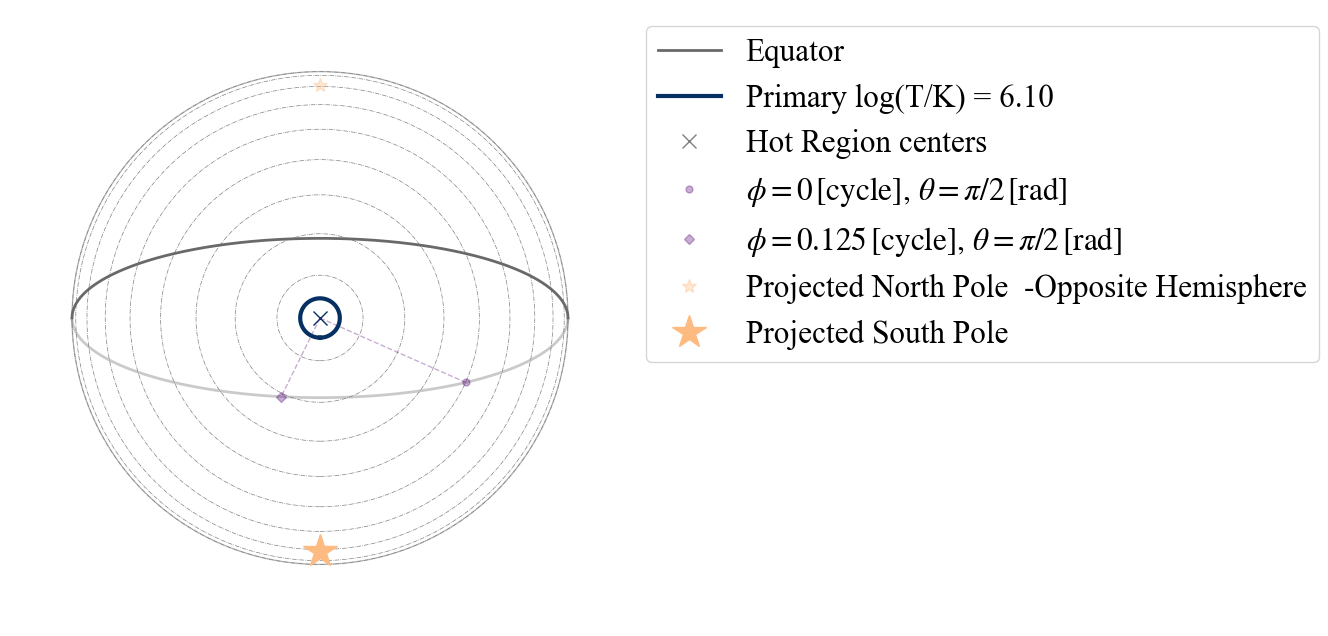 Equator
Primary log(T/K) = 6.10
Hot Region centers
ϕ = 0 [cycle], θ = π/2 [rad]
ϕ = 0.125 [cycle], θ = π/2 [rad]
Projected North Pole  -Opposite Hemisphere
Projected South Pole